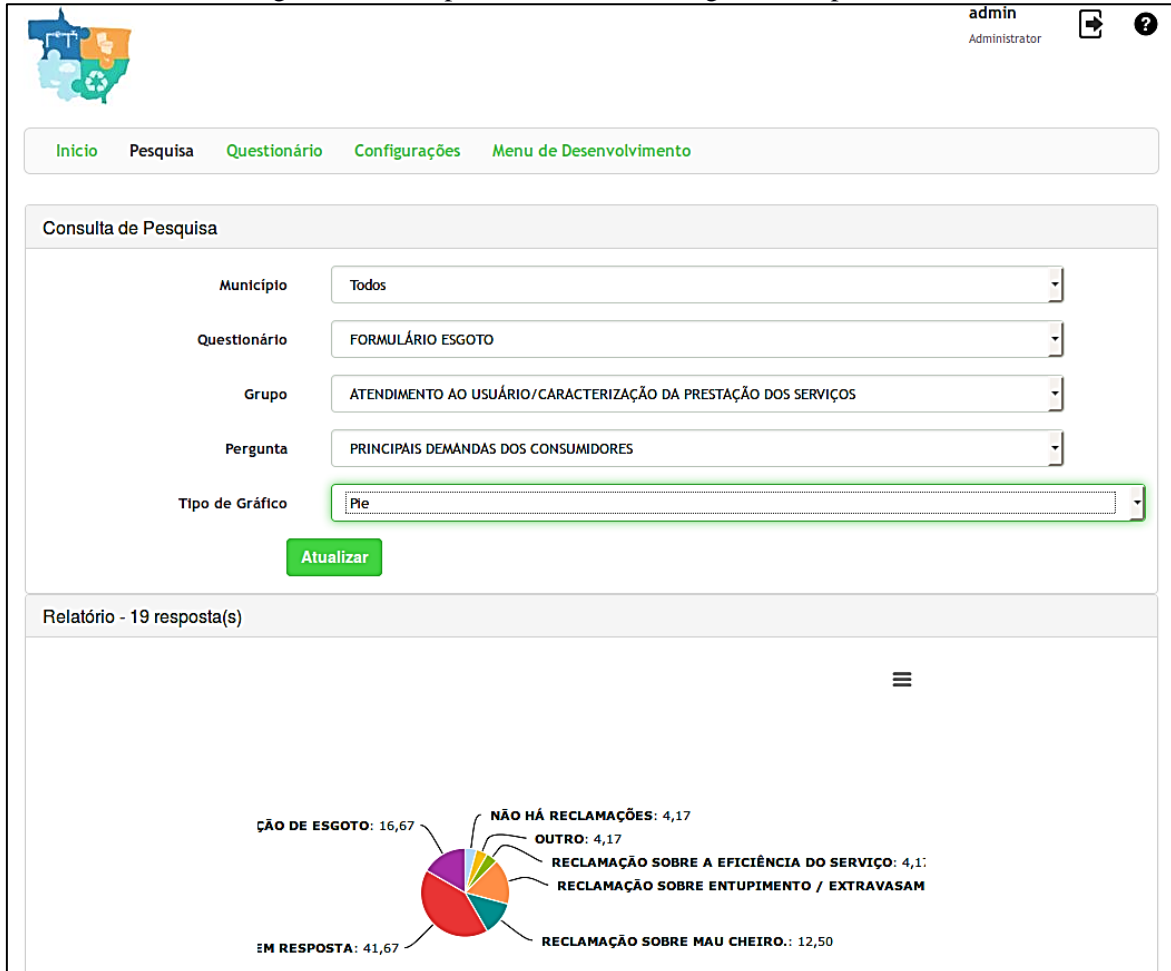 admin
Administrator
Inicio Pesquisa Questionário Configurações Menu de Desenvolvimento
Consulta de Pesquisa
Município Todos
Questionário FORMULÁRIO ESGOTO
Grupo ATENDIMENTO AO USUÁRIO/CARACTERIZAÇÃO DA PRESTAÇÃO DOS SERVIÇOS
Pergunta PRINCIPAIS DEMANDAS DOS CONSUMIDORES
Tipo de Gráfico Pie
Atualizar
Relatório - 19 resposta(s)
NÃO HÁ RECLAMAÇÕES: 4,17
ÇÃO DE ESGOTO: 16,67
OUTRO: 4,17
RECLAMAÇÃO SOBRE A EFICIÊNCIA DO SERVIÇO: 4,1
RECLAMAÇÃO SOBRE ENTUPIMENTO / EXTRAVASAM
RECLAMAÇÃO SOBRE MAU CHEIRO.: 12,50
EM RESPOSTA: 41,67